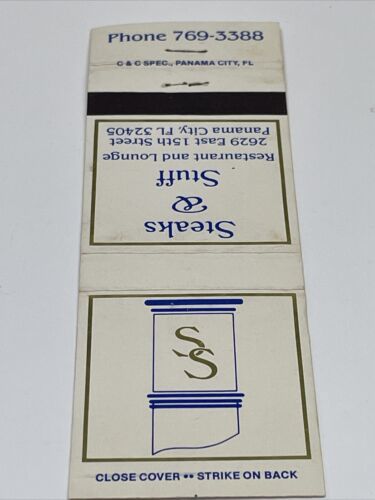 Phone 769-3388
C & C SPEC., PANAMA CITY, FL
Steaks
&
Stuff
Restaurant and Lounge
2629 East 15th Street
Panama City, FL 32405
SS
CLOSE COVER •• STRIKE ON BACK